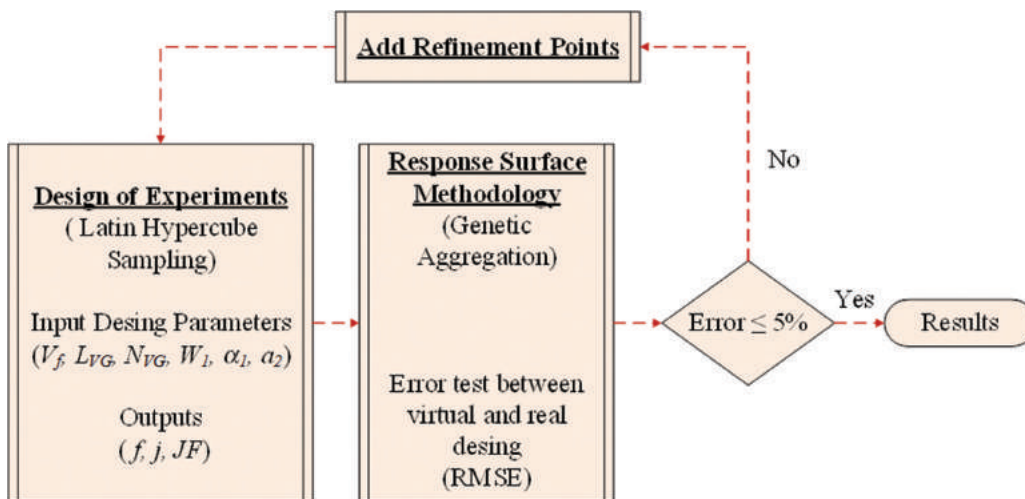 Add Refinement Points
Design of Experiments
( Latin Hypercube
Sampling)
Input Desing Parameters
(V_f, L_VG, N_VG, W_1, α_1, a_2)
Outputs
(f, j, JF)
Response Surface
Methodology
(Genetic
Aggregation)
Error test between
virtual and real
desing
(RMSE)
No
Error ≤ 5%
Yes
Results